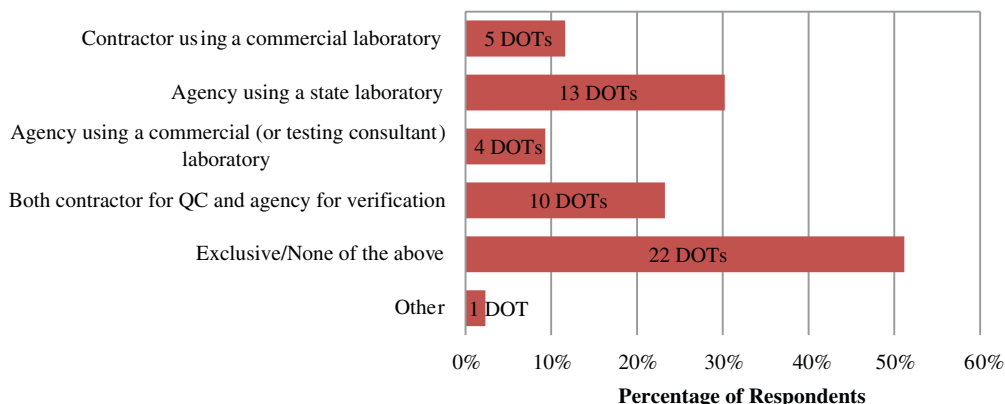 Contractor using a commercial laboratory
5 DOTs
Agency using a state laboratory
13 DOTs
Agency using a commercial (or testing consultant)
laboratory
4 DOTs
Both contractor for QC and agency for verification
10 DOTs
Exclusive/None of the above
22 DOTs
Other
1 DOT
0% 10% 20% 30% 40% 50% 60%
Percentage of Respondents